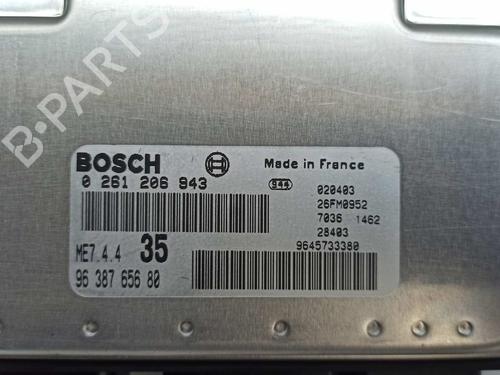 B-PARTS
BOSCH
Made in France
0 261 206 943
944
020403
26FM0952
7036 1462
28403
ME7.4.4 35
9645733380
96 387 656 80